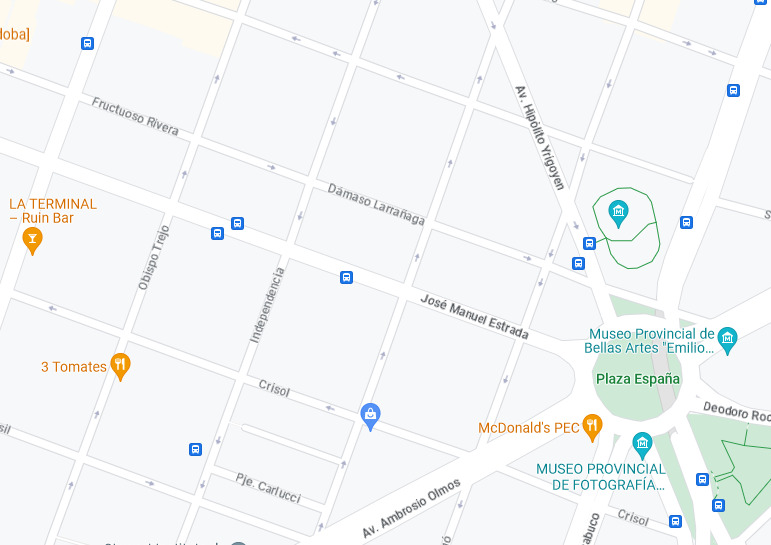 doba]
Fructuoso Rivera
Av. Hipólito Yrigoyen
Dámaso Larrañaga
LA TERMINAL
– Ruin Bar
Obispo Trejo
Independencia
José Manuel Estrada
Museo Provincial de
Bellas Artes "Emilio...
3 Tomates
Plaza España
Crisol
Deodoro Roc
McDonald's PEC
sil
MUSEO PROVINCIAL
DE FOTOGRAFÍA...
Pje. Carlucci
Av. Ambrosio Olmos
Crisol
abuco